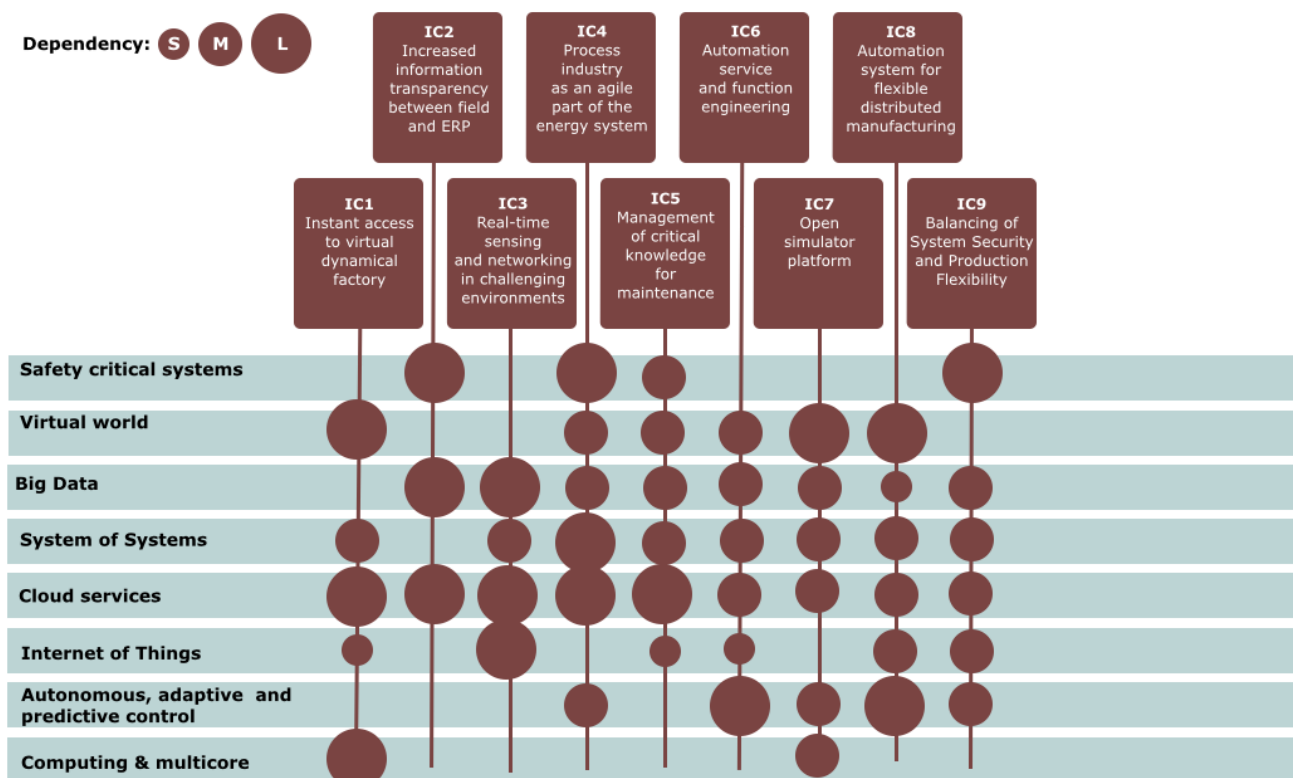 Dependency: S M L
IC2
Increased
information
transparency
between field
and ERP
IC4
Process
industry
as an agile
part of the
energy system
IC6
Automation
service
and function
engineering
IC8
Automation
system for
flexible
distributed
manufacturing
IC1
Instant access
to virtual
dynamical
factory
IC3
Real-time
sensing
and networking
in challenging
environments
IC5
Management
of critical
knowledge
for
maintenance
IC7
Open
simulator
platform
IC9
Balancing of
System Security
and Production
Flexibility
Safety critical systems
Virtual world
Big Data
System of Systems
Cloud services
Internet of Things
Autonomous, adaptive and
predictive control
Computing & multicore